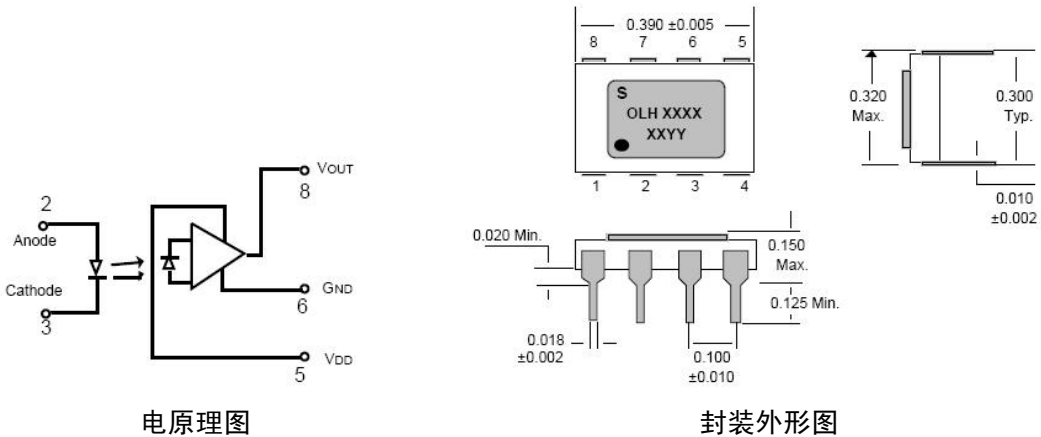 2
Anode
Cathode
3
VOUT
8
GND
6
VDD
5
电原理图
0.390 ±0.005
8 7 6 5
S
OLH XXXX
XXYY
1 2 3 4
0.320
Max.
0.300
Typ.
0.010
±0.002
0.020 Min.
0.150
Max.
0.125 Min.
0.018
±0.002
0.100
±0.010
封装外形图